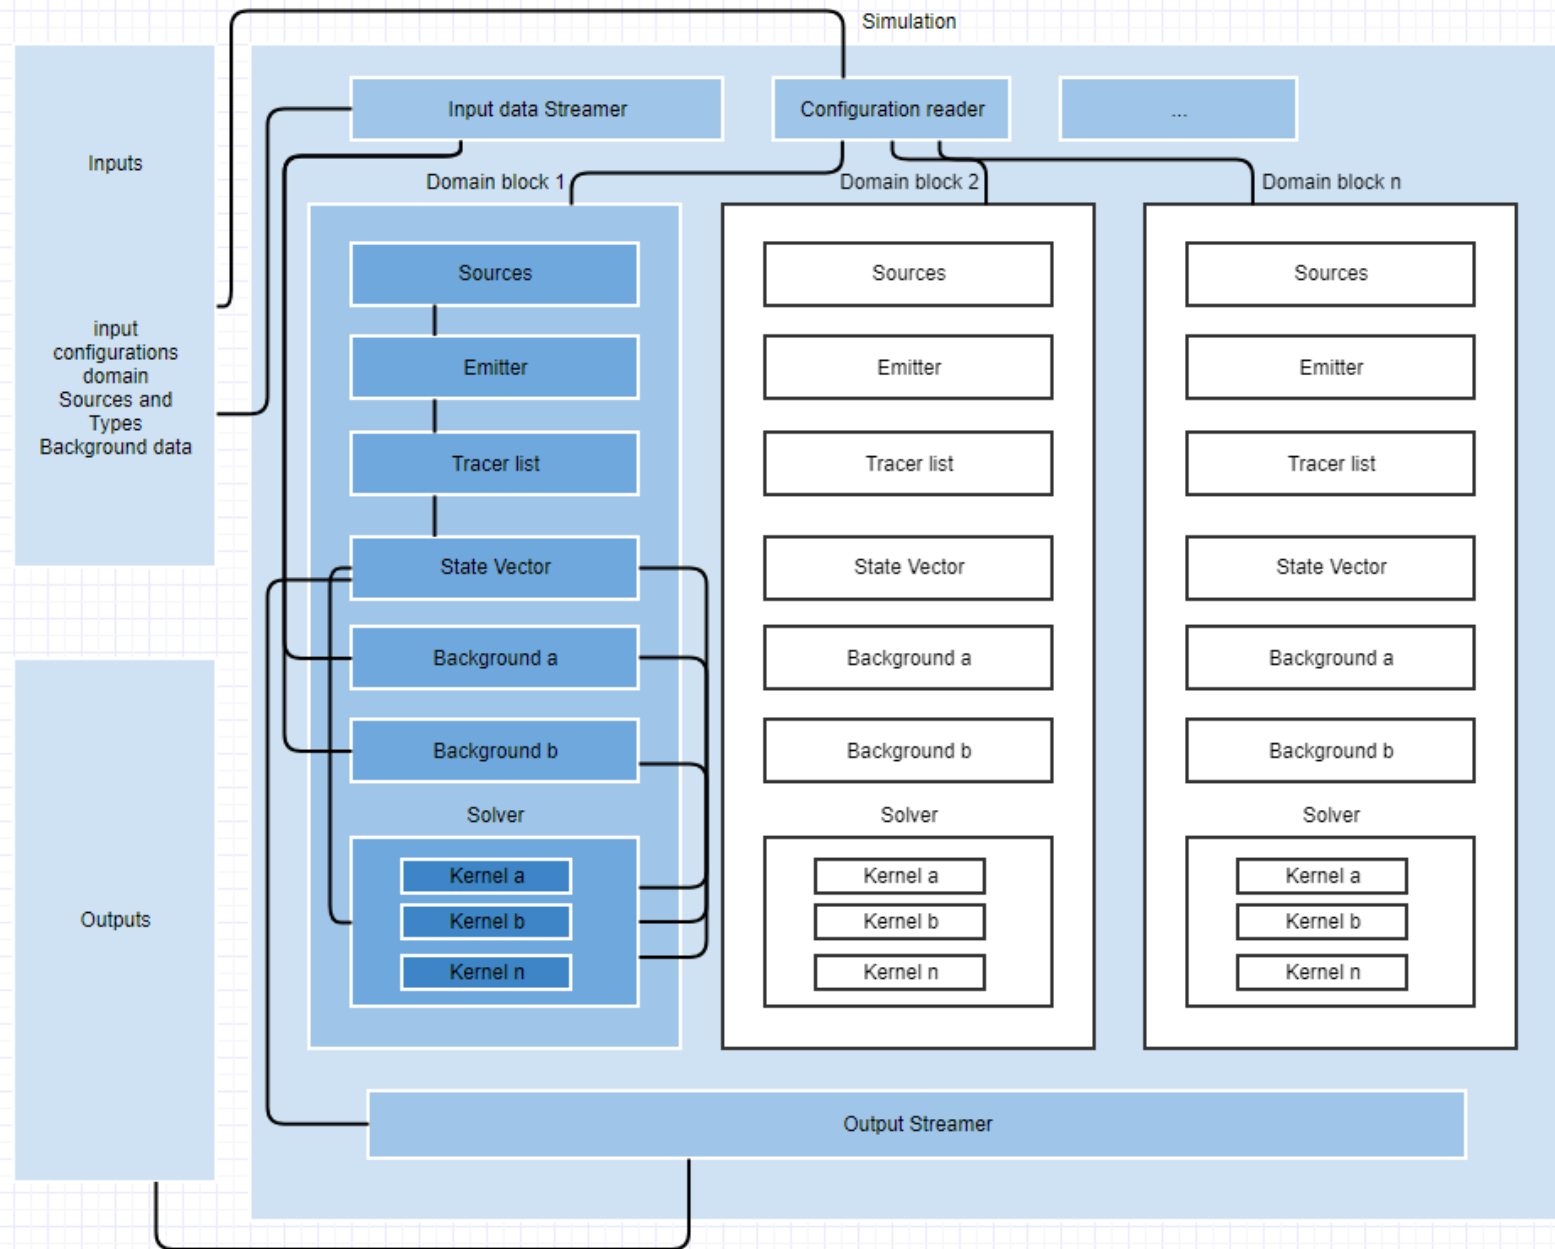 Simulation
Inputs
input
configurations
domain
Sources and
Types
Background data
Outputs
Input data Streamer
Configuration reader
...
Domain block 1
Sources
Emitter
Tracer list
State Vector
Background a
Background b
Solver
Kernel a
Kernel b
Kernel n
Domain block 2
Sources
Emitter
Tracer list
State Vector
Background a
Background b
Solver
Kernel a
Kernel b
Kernel n
Domain block n
Sources
Emitter
Tracer list
State Vector
Background a
Background b
Solver
Kernel a
Kernel b
Kernel n
Output Streamer